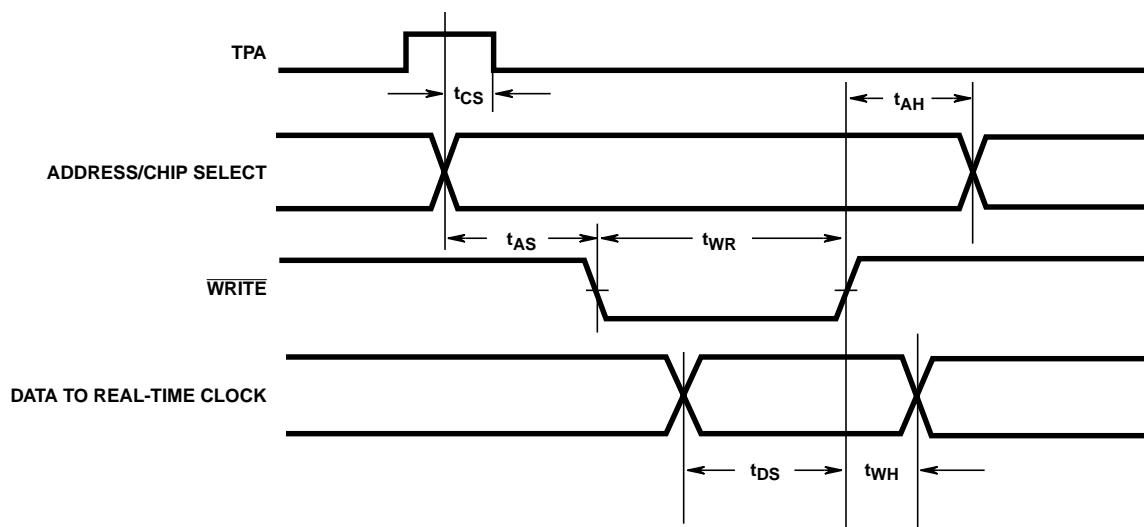 TPA
tCS
tAH
ADDRESS/CHIP SELECT
tAS
tWR
WRITE
DATA TO REAL-TIME CLOCK
tDS
tWH